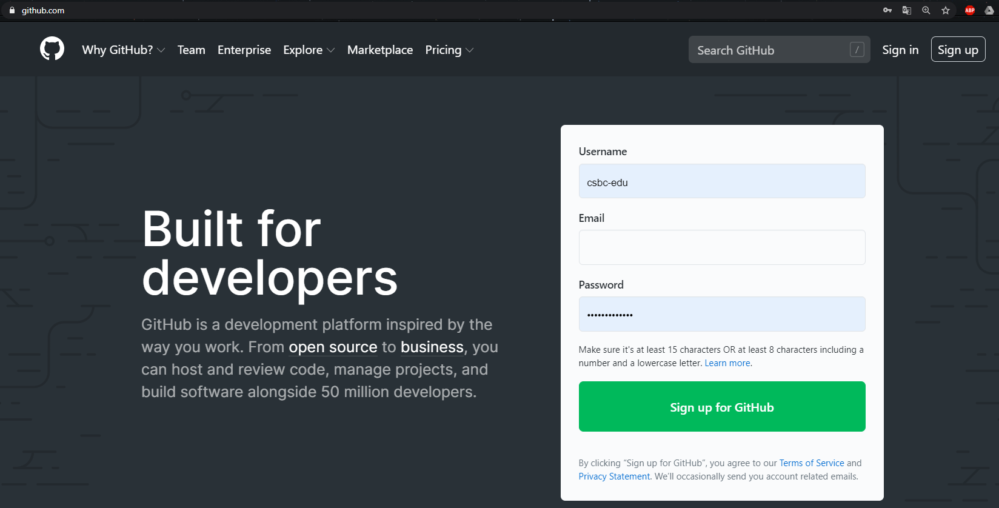 github.com
ABP
Why GitHub? Team Enterprise Explore Marketplace Pricing
Search GitHub /
Sign in
Sign up
Built for
developers
GitHub is a development platform inspired by the
way you work. From open source to business, you
can host and review code, manage projects, and
build software alongside 50 million developers.
Username
csbc-edu
Email
Password
•••••••••••••
Make sure it's at least 15 characters OR at least 8 characters including a
number and a lowercase letter. Learn more.
Sign up for GitHub
By clicking “Sign up for GitHub”, you agree to our Terms of Service and
Privacy Statement. We’ll occasionally send you account related emails.